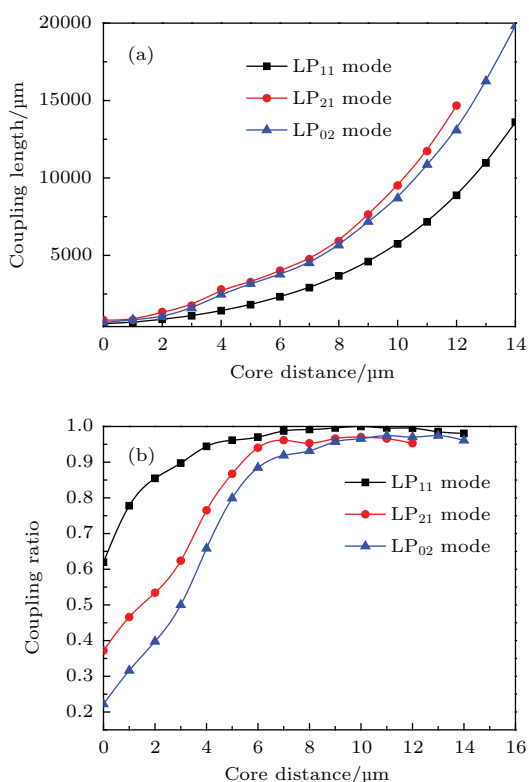 20000
15000
10000
5000
Coupling length/µm
(a)
LP11 mode
LP21 mode
LP02 mode
0 2 4 6 8 10 12 14
Core distance/µm
1.0
0.9
0.8
0.7
0.6
0.5
0.4
0.3
0.2
Coupling ratio
(b)
LP11 mode
LP21 mode
LP02 mode
0 2 4 6 8 10 12 14 16
Core distance/µm